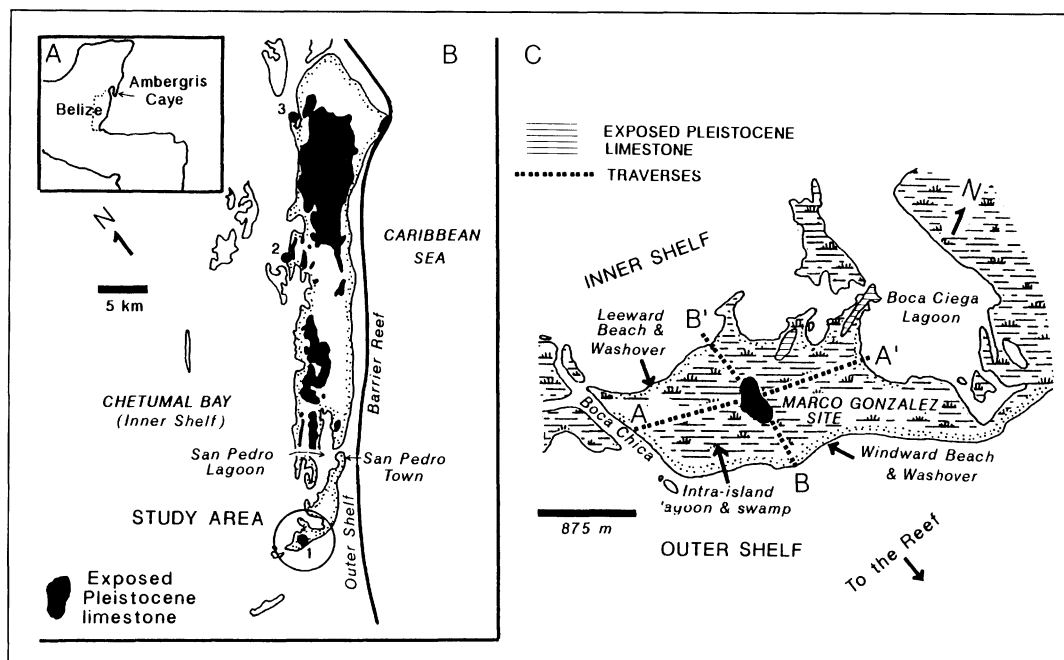 A
Belize
Ambergris
Caye
B
N
5 km
3
2
CARIBBEAN
SEA
Barrier Reef
CHETUMAL BAY
(Inner Shelf)
San Pedro
Lagoon
San Pedro
Town
STUDY AREA
1
Outer Shelf
Exposed
Pleistocene
limestone
C
EXPOSED PLEISTOCENE
LIMESTONE
TRAVERSES
N
INNER SHELF
Boca Ciega
Lagoon
Leeward
Beach &
Washover
B'
A'
A
MARCO GONZALEZ
SITE
Boca Chica
B
Windward Beach
& Washover
Intra-island
lagoon & swamp
875 m
OUTER SHELF
To the Reef